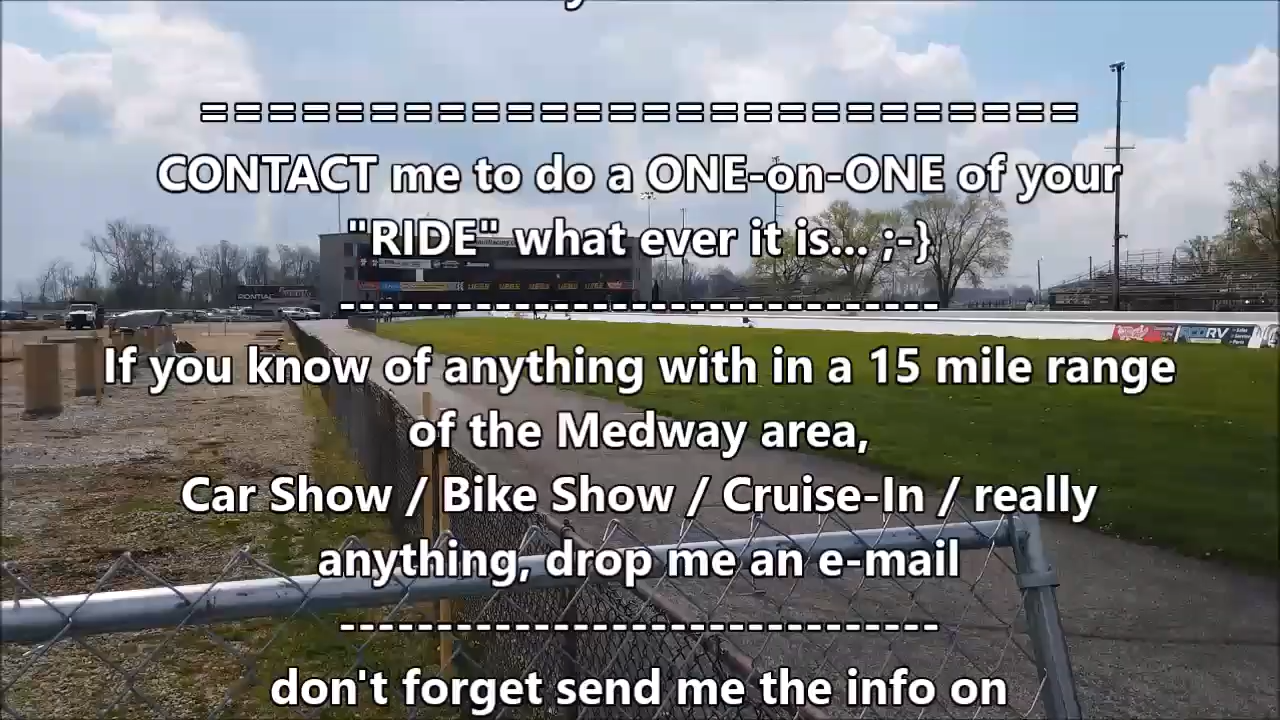 ===========================
CONTACT me to do a ONE-on-ONE of your
"RIDE" what ever it is... ;-}
------------------------------
If you know of anything with in a 15 mile range
of the Medway area,
Car Show / Bike Show / Cruise-In / really
anything, drop me an e-mail
------------------------------
don't forget send me the info on